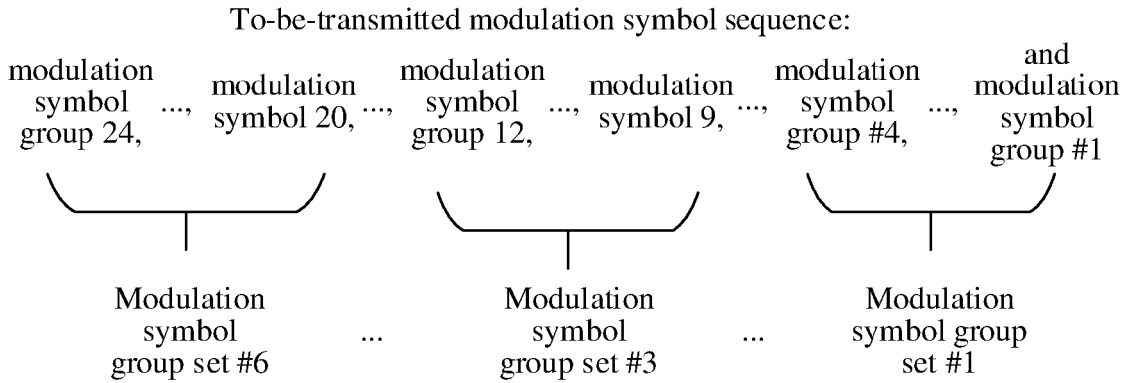 To-be-transmitted modulation symbol sequence:
modulation
symbol
group 24,
...,
modulation
symbol 20,
...,
modulation
symbol
group 12,
...,
modulation
symbol 9,
...,
modulation
symbol
group #4,
...,
and
modulation
symbol
group #1
Modulation
symbol
group set #6
...
Modulation
symbol
group set #3
...
Modulation
symbol group
set #1